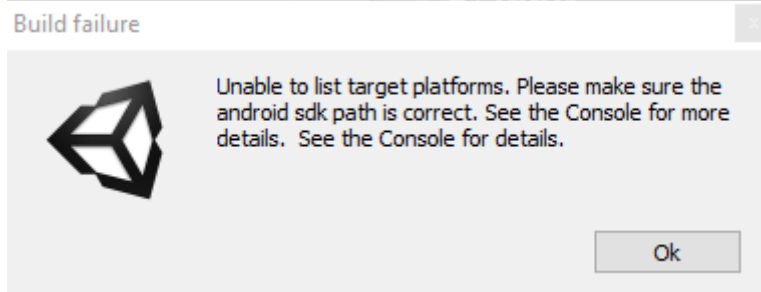 Build failure
Unable to list target platforms. Please make sure the
android sdk path is correct. See the Console for more
details.  See the Console for details.
Ok